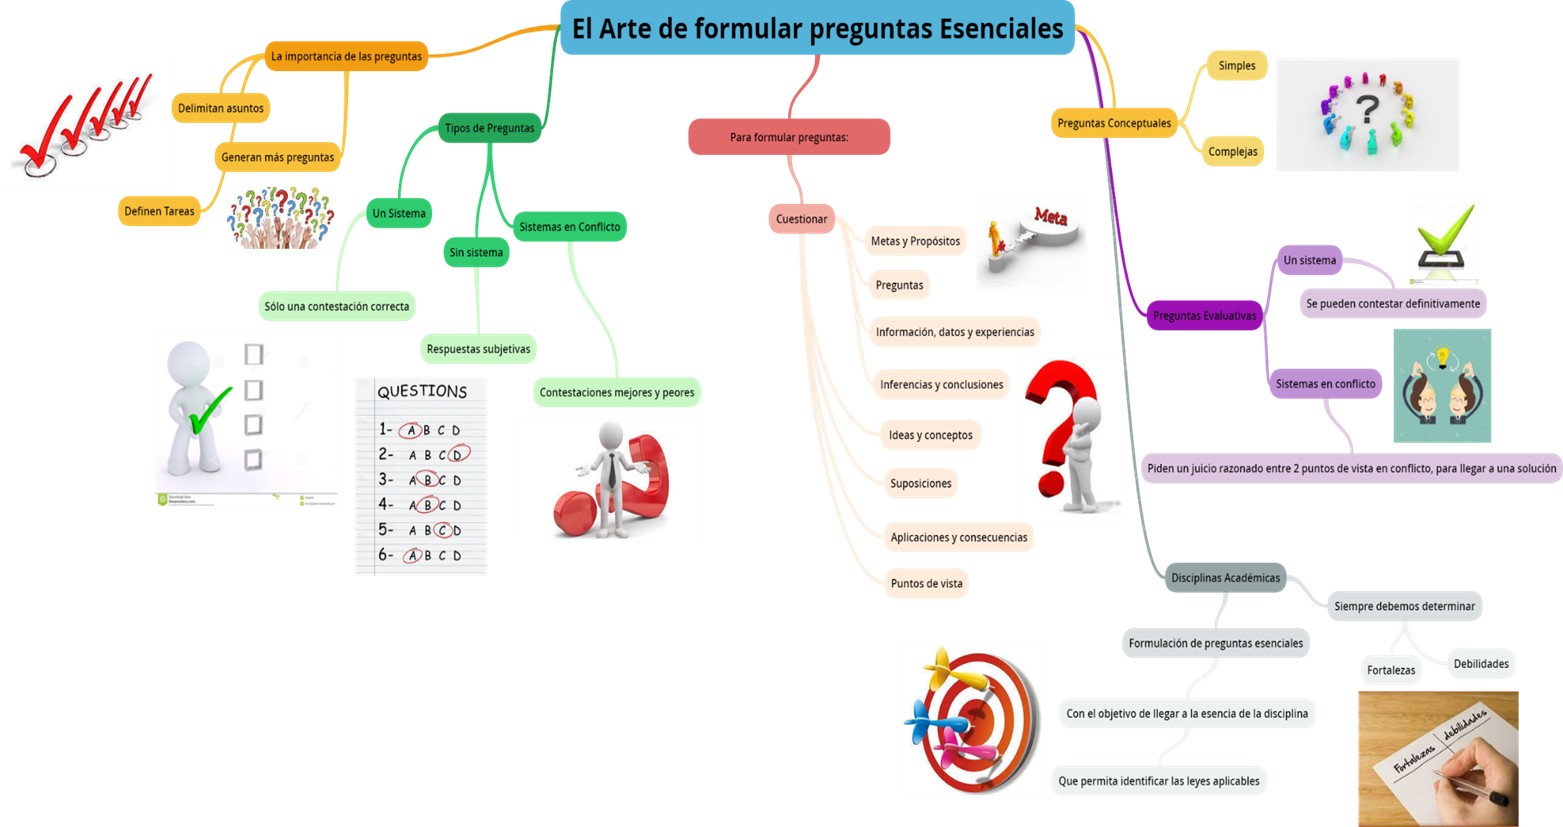 El Arte de formular preguntas Esenciales
La importancia de las preguntas
Delimitan asuntos
Generan más preguntas
Definen Tareas
Tipos de Preguntas
Un Sistema
Sin sistema
Sistemas en Conflicto
Sólo una contestación correcta
Respuestas subjetivas
Contestaciones mejores y peores
QUESTIONS
1- A B C D
2- A B C D
3- A B C D
4- A B C D
5- A B C D
6- A B C D
Para formular preguntas:
Cuestionar
Metas y Propósitos
Preguntas
Información, datos y experiencias
Inferencias y conclusiones
Ideas y conceptos
Suposiciones
Aplicaciones y consecuencias
Puntos de vista
Meta
Preguntas Conceptuales
Simples
Complejas
?
Preguntas Evaluativas
Un sistema
Se pueden contestar definitivamente
Sistemas en conflicto
Piden un juicio razonado entre 2 puntos de vista en conflicto, para llegar a una solución
Disciplinas Académicas
Formulación de preguntas esenciales
Con el objetivo de llegar a la esencia de la disciplina
Que permita identificar las leyes aplicables
Siempre debemos determinar
Fortalezas
Debilidades
Fortalezas
debilidades